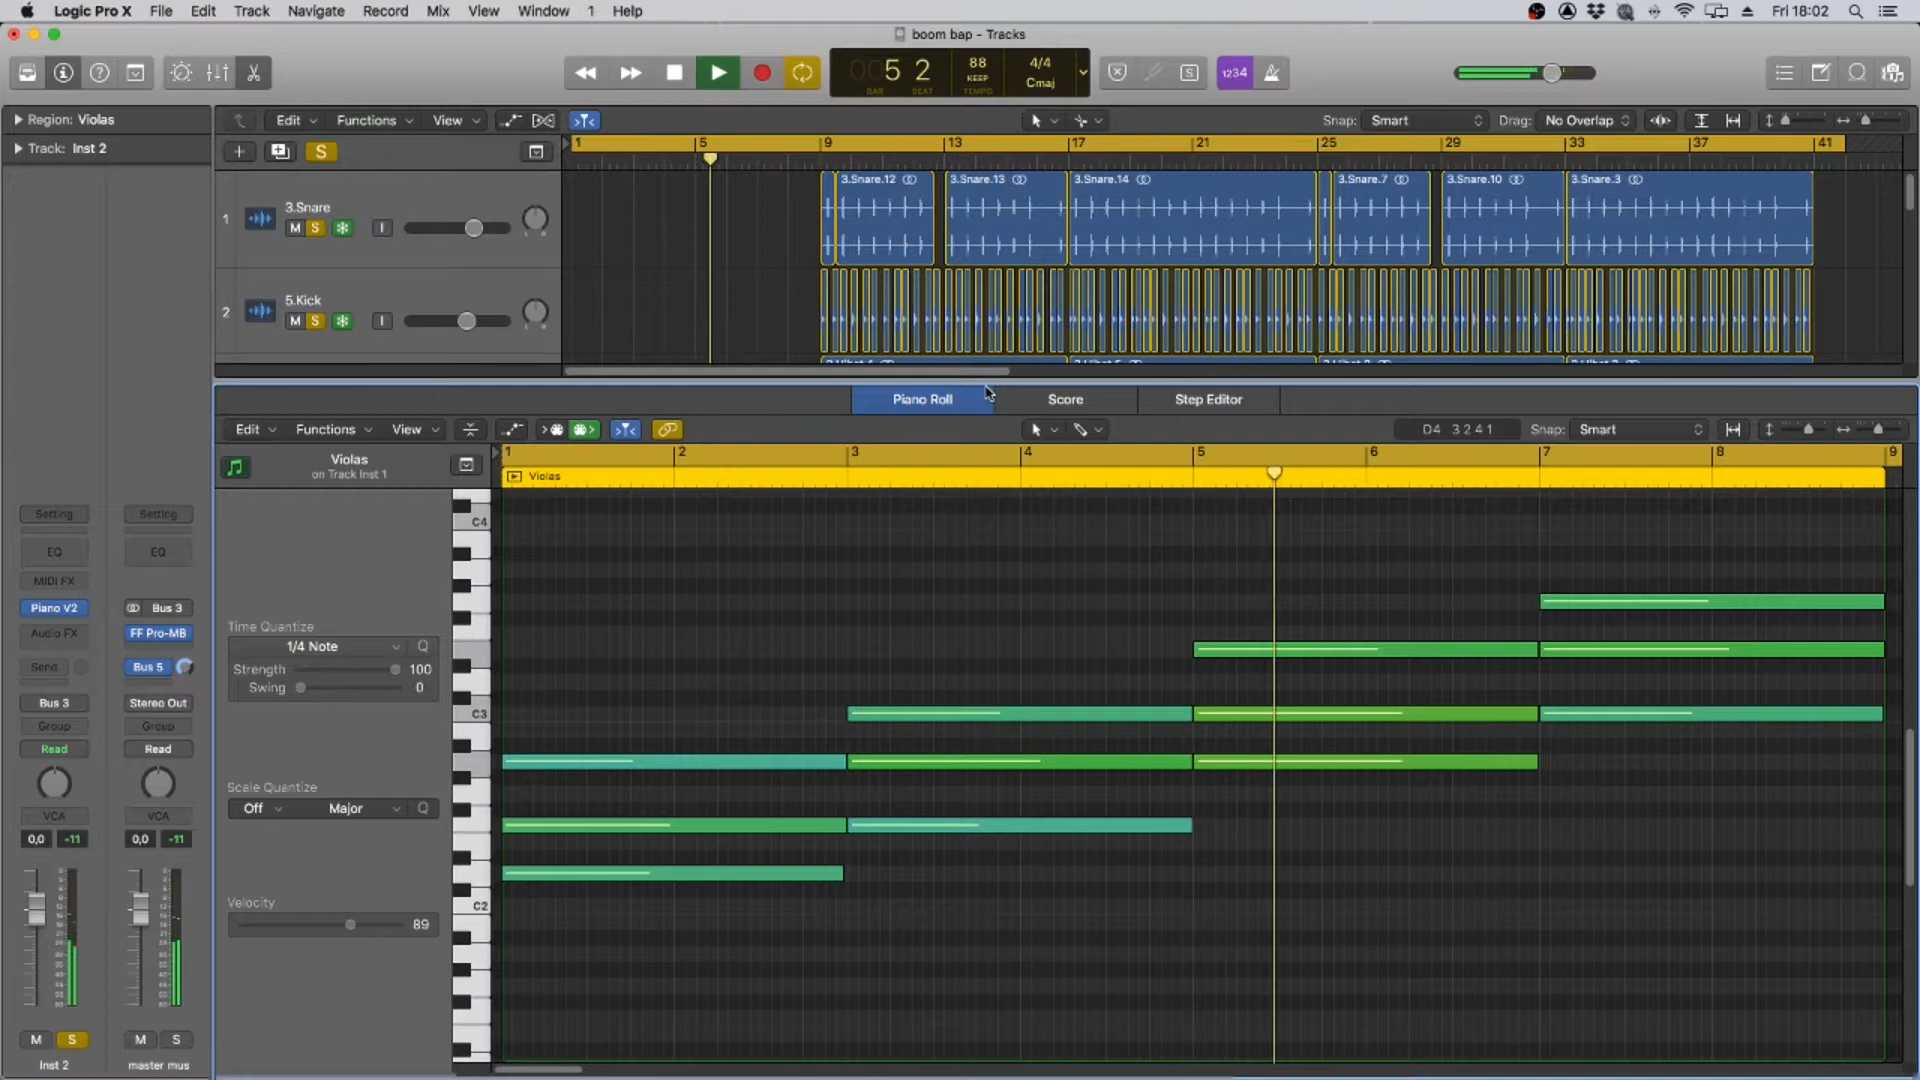 Logic Pro X File Edit Track Navigate Record Mix View Window 1 Help Fri 18:02
boom bap - Tracks
5 2 88 4/4
KEEP Cmaj
BAR BEAT TEMPO
S 1234
Region: Violas
Edit Functions View Snap: Smart Drag: No Overlap
Track: Inst 2
1 5 9 13 17 21 25 29 33 37 41
S
3.Snare.12 3.Snare.13 3.Snare.14 3.Snare.7 3.Snare.10 3.Snare.3
1 3.Snare
M S I
2 5.Kick
M S I
Piano Roll Score Step Editor
Edit Functions View D4 3 2 4 1 Snap: Smart
Violas
on Track Inst 1
1 2 3 4 5 6 7 8 9
Violas
C4
C3
C2
Time Quantize
1/4 Note Q
Strength 100
Swing 0
Scale Quantize
Off Major Q
Velocity
89
Setting Setting
EQ EQ
MIDI FX
Piano V2 Bus 3
Audio FX FF Pro-MB
Send Bus 5
Bus 3 Stereo Out
Group Group
Read Read
VCA VCA
0,0 -11 0,0 -11
M S M S
Inst 2 master mus